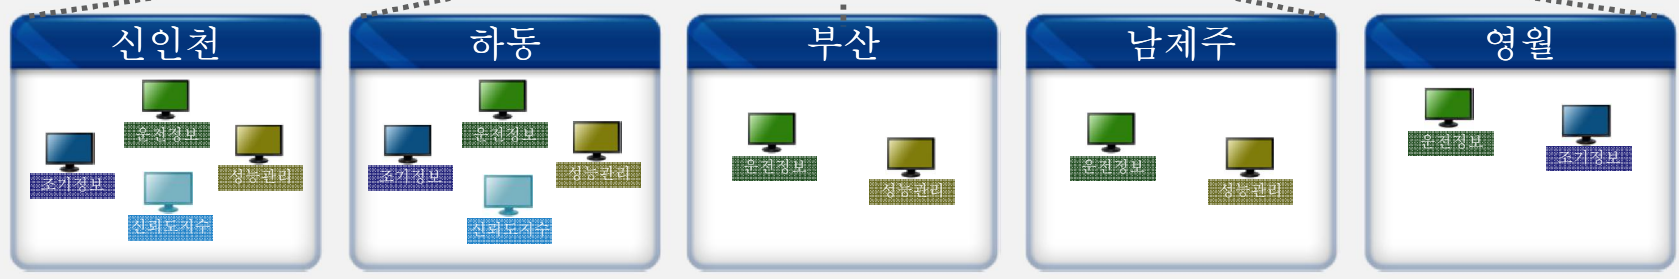 신인천
운전정보
조기경보
성능관리
신뢰도지수
하동
운전정보
조기경보
성능관리
신뢰도지수
부산
운전정보
성능관리
남제주
운전정보
성능관리
영월
운전정보
조기경보